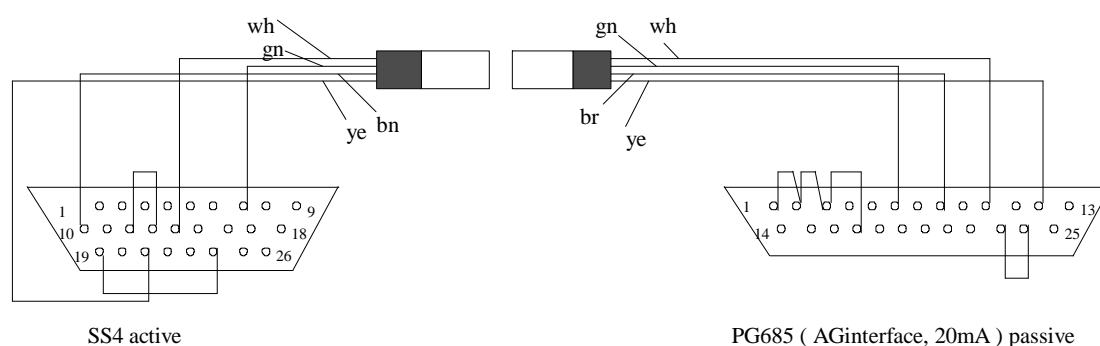 wh
gn
bn
ye
gn
wh
br
ye
1
9
10
18
19
26
1
13
14
25
SS4 active
PG685 ( AGinterface, 20mA ) passive